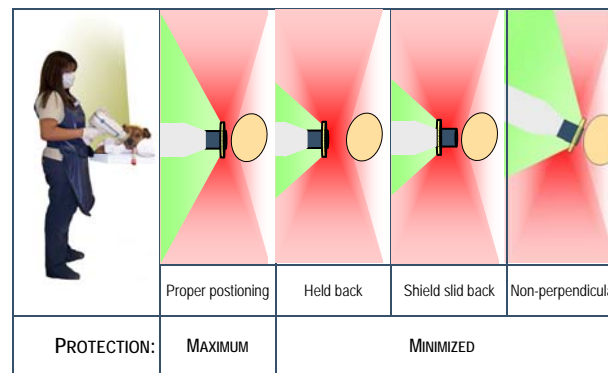 Proper postioning
Held back
Shield slid back
Non-perpendicula
PROTECTION:
MAXIMUM
MINIMIZED